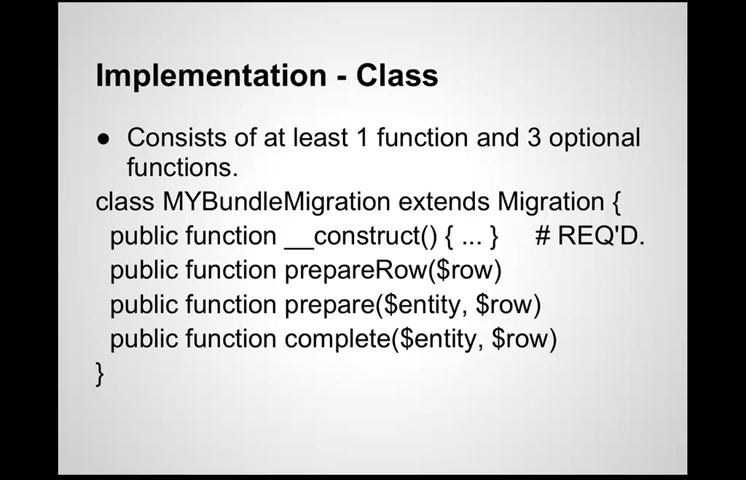 Implementation - Class
● Consists of at least 1 function and 3 optional
functions.
class MYBundleMigration extends Migration {
public function __construct() { ... } # REQ'D.
public function prepareRow($row)
public function prepare($entity, $row)
public function complete($entity, $row)
}